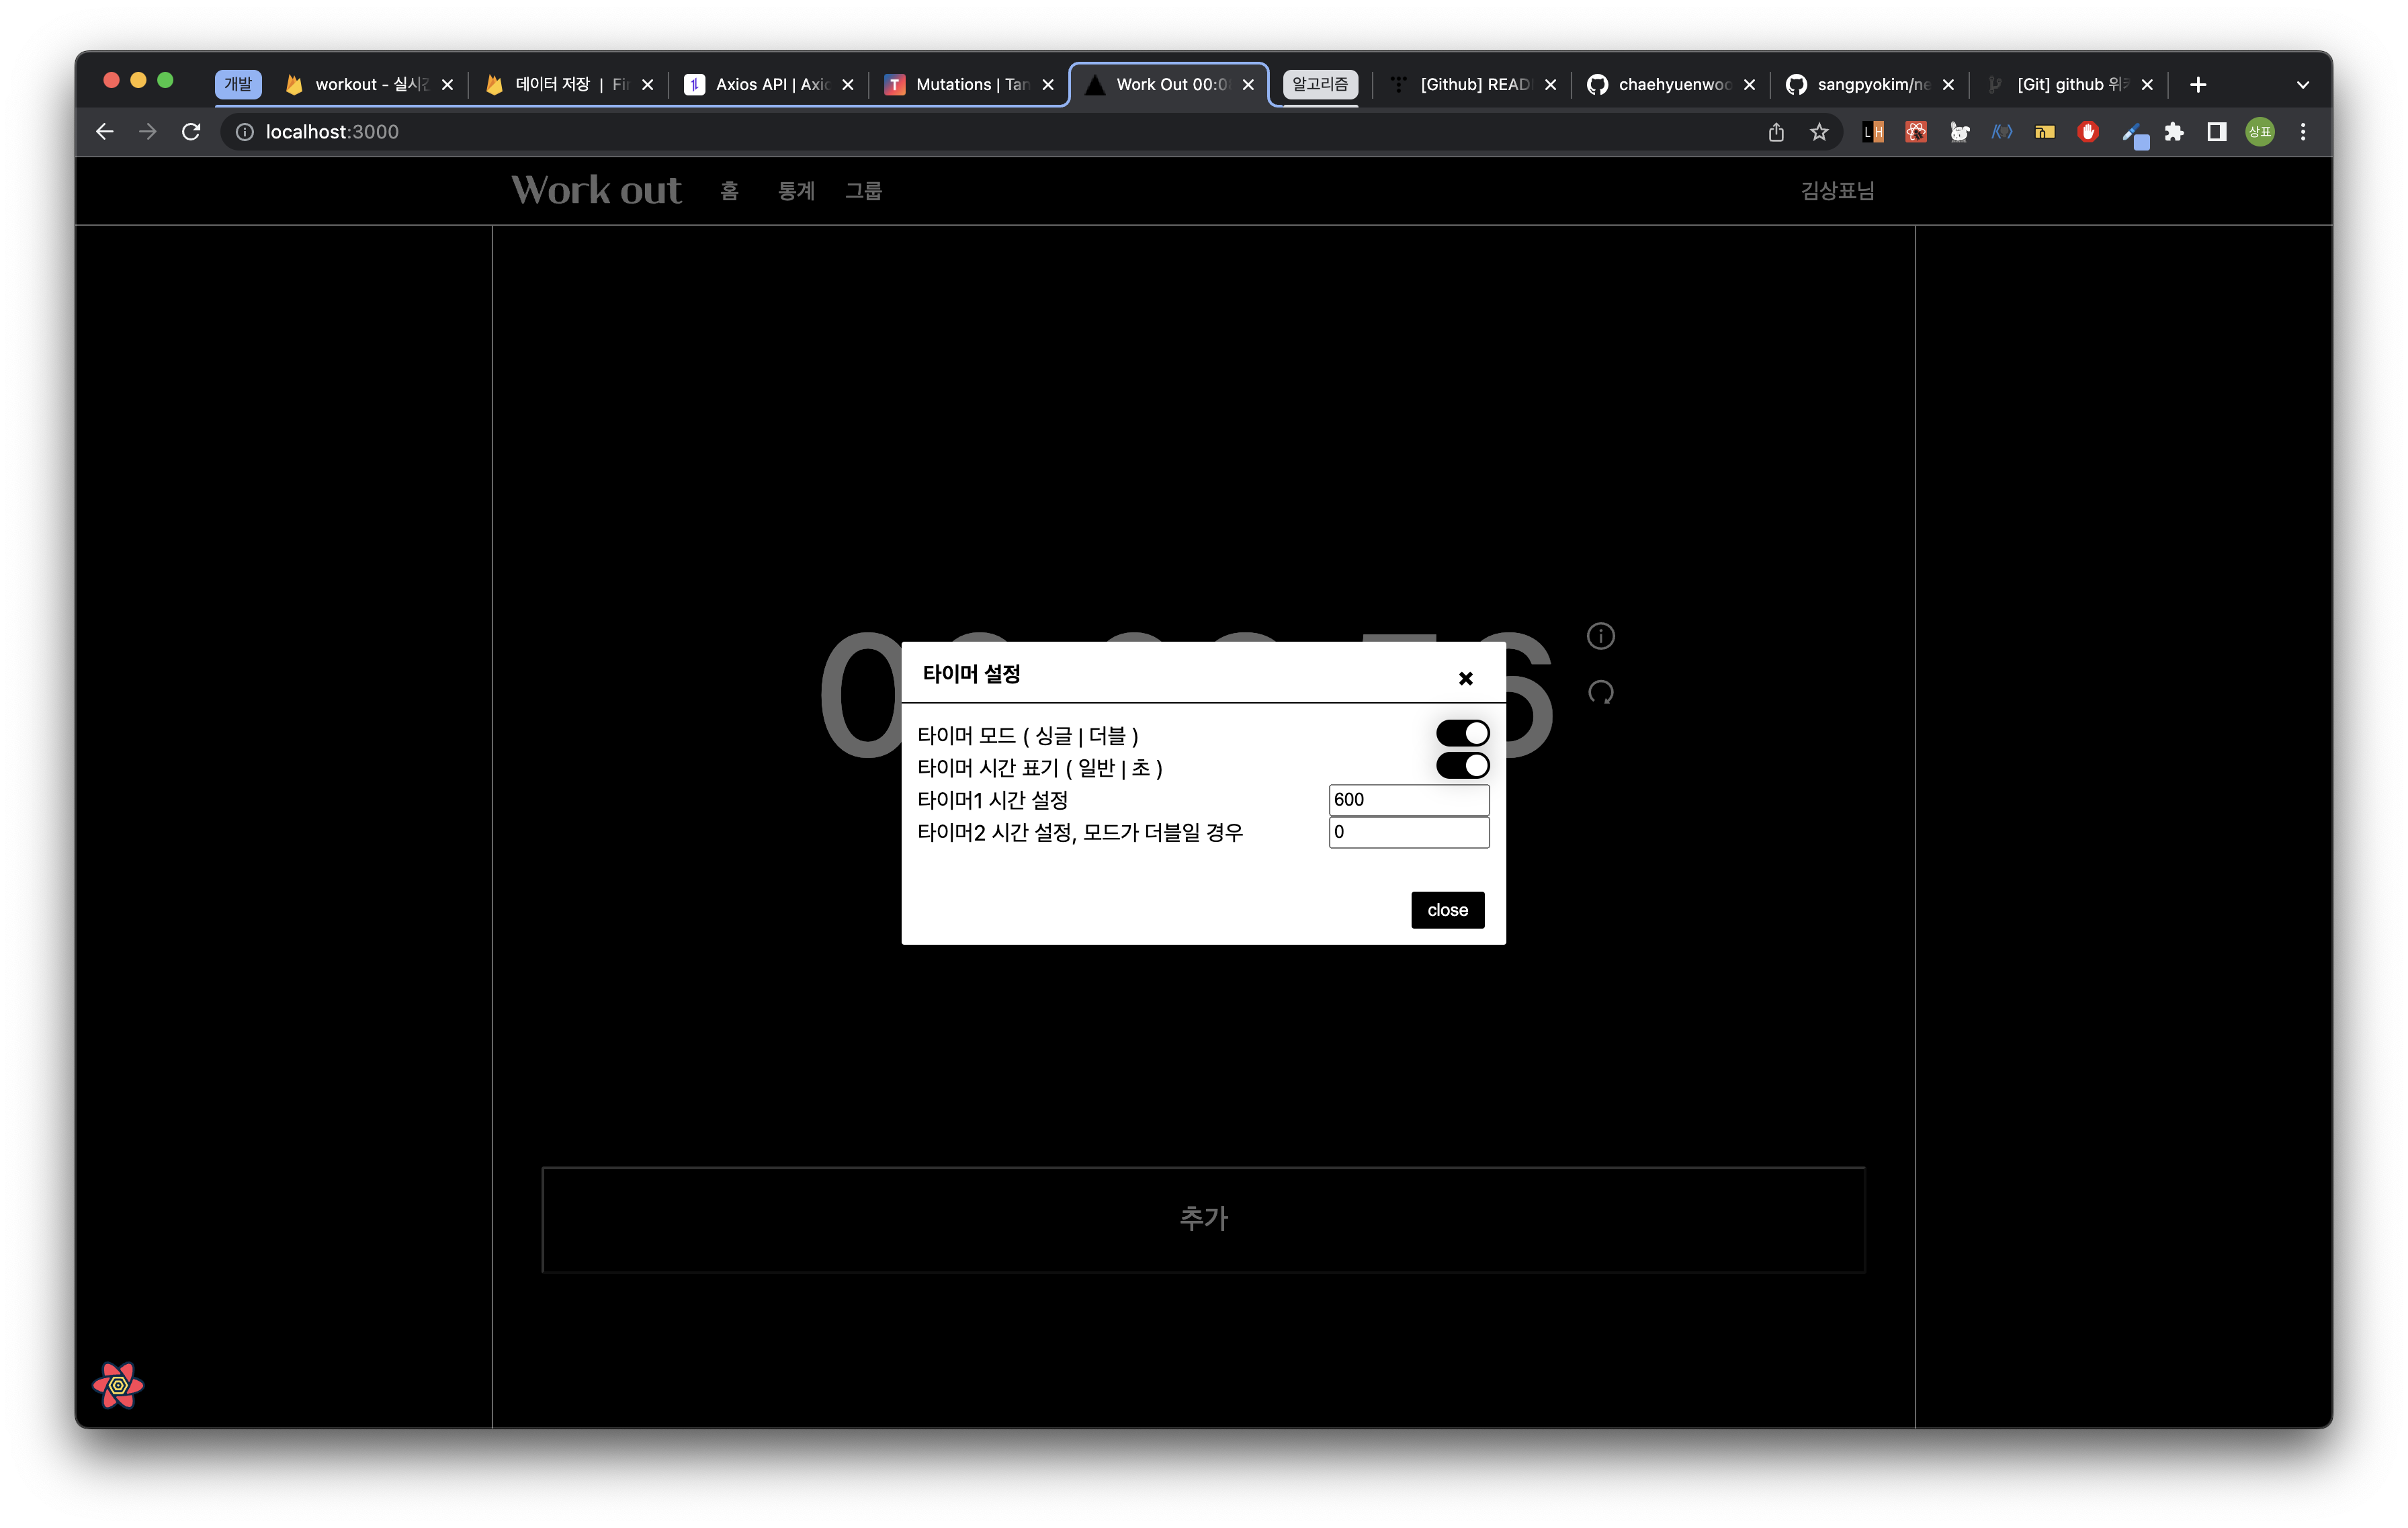 개발
workout - 실시간
데이터 저장 | Fir
Axios API | Axio
Mutations | Tan
Work Out 00:0
알고리즘
[Github] READ
chaehyuenwoo
sangpyokim/ne
[Git] github 위키
localhost:3000
상표
Work out 홈 통계 그룹 김상표님
타이머 설정
타이머 모드 ( 싱글 | 더블 )
타이머 시간 표기 ( 일반 | 초 )
타이머1 시간 설정 600
타이머2 시간 설정, 모드가 더블일 경우 0
close
추가